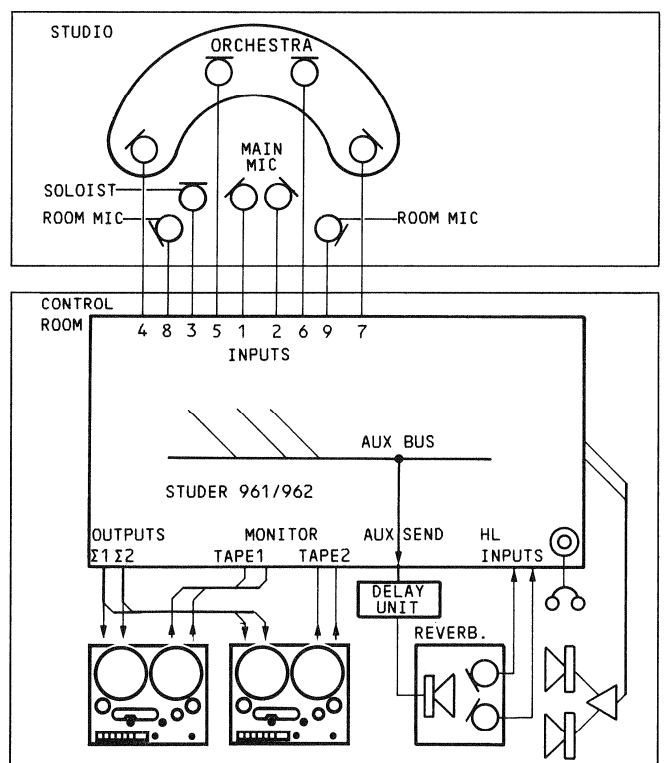 STUDIO
ORCHESTRA
MAIN
MIC
SOLOIST
ROOM MIC
ROOM MIC
CONTROL
ROOM
4 8 3 5 1 2 6 9 7
INPUTS
AUX BUS
STUDER 961/962
OUTPUTS MONITOR AUX SEND HL
Σ1 Σ2 TAPE1 TAPE2 INPUTS
DELAY
UNIT
REVERB.